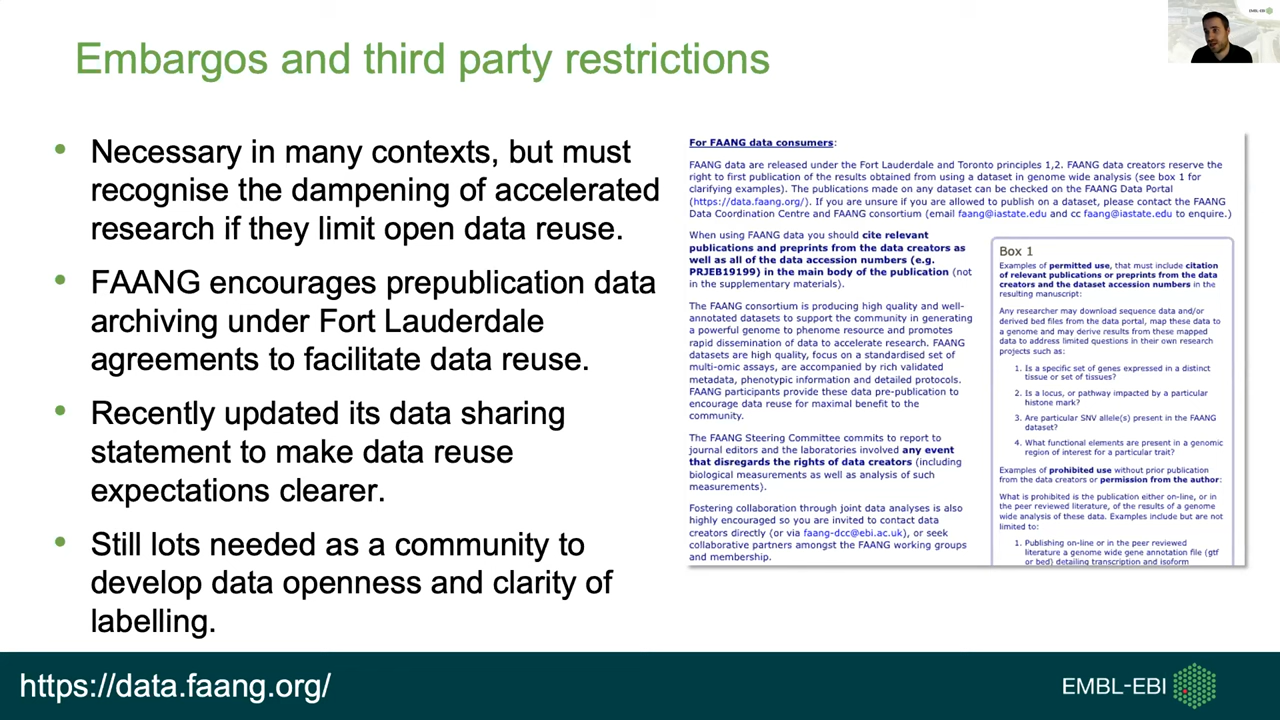 EMBL-EBI
Embargos and third party restrictions
• Necessary in many contexts, but must
recognise the dampening of accelerated
research if they limit open data reuse.
• FAANG encourages prepublication data
archiving under Fort Lauderdale
agreements to facilitate data reuse.
• Recently updated its data sharing
statement to make data reuse
expectations clearer.
• Still lots needed as a community to
develop data openness and clarity of
labelling.
For FAANG data consumers:
FAANG data are released under the Fort Lauderdale and Toronto principles 1,2. FAANG data creators reserve the
right to first publication of the results obtained from using a dataset in genome wide analysis (see box 1 for
clarifying examples). The publications made on any dataset can be checked on the FAANG Data Portal
(https://data.faang.org/). If you are unsure if you are allowed to publish on a dataset, please contact the FAANG
Data Coordination Centre and FAANG consortium (email faang@iastate.edu and cc faang@iastate.edu to enquire.)
When using FAANG data you should cite relevant
publications and preprints from the data creators as
well as all of the data accession numbers (e.g.
PRJEB19199) in the main body of the publication (not
in the supplementary materials).
The FAANG consortium is producing high quality and well-
annotated datasets to support the community in generating
a powerful genome to phenome resource and promotes
rapid dissemination of data to accelerate research. FAANG
datasets are high quality, focus on a standardised set of
multi-omic assays, are accompanied by rich validated
metadata, phenotypic information and detailed protocols.
FAANG participants provide these data pre-publication to
encourage data reuse for maximal benefit to the
community.
The FAANG Steering Committee commits to report to
journal editors and the laboratories involved any event
that disregards the rights of data creators (including
biological measurements as well as analysis of such
measurements).
Fostering collaboration through joint data analyses is also
highly encouraged so you are invited to contact data
creators directly (or via faang-dcc@ebi.ac.uk), or seek
collaborative partners amongst the FAANG working groups
and membership.
Box 1
Examples of permitted use, that must include citation
of relevant publications or preprints from the data
creators and the dataset accession numbers in the
resulting manuscript:
Any researcher may download sequence data and/or
derived bed files from the data portal, map these data to
a genome and may derive results from these mapped
data to address limited questions in their own research
projects such as:
1. Is a specific set of genes expressed in a distinct
tissue or set of tissues?
2. Is a locus, or pathway impacted by a particular
histone mark?
3. Are particular SNV allele(s) present in the FAANG
dataset?
4. What functional elements are present in a genomic
region of interest for a particular trait?
Examples of prohibited use without prior publication
from the data creators or permission from the author:
What is prohibited is the publication either on-line, or in
the peer reviewed literature, of the results of a genome
wide analysis of these data. Examples include but are not
limited to:
1. Publishing on-line or in the peer reviewed
literature a genome wide gene annotation file (gtf
or bed) detailing transcription and isoform
https://data.faang.org/
EMBL-EBI